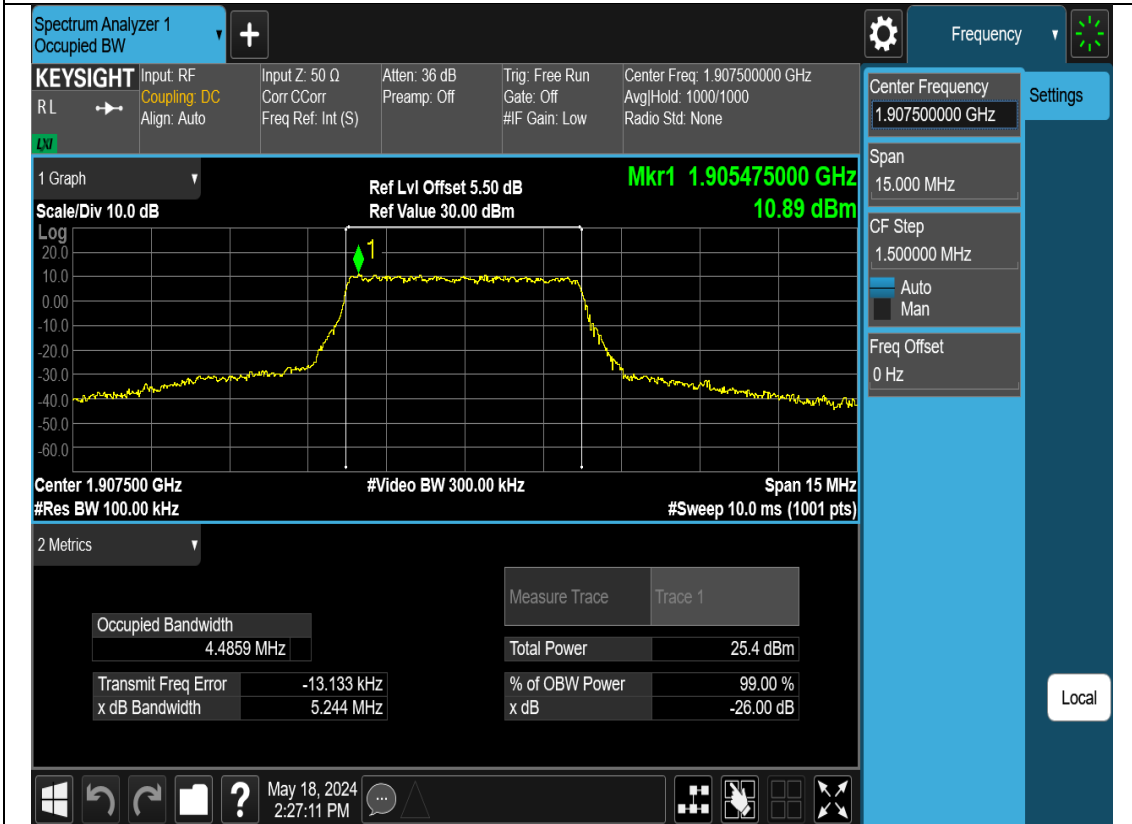 Spectrum Analyzer 1
Occupied BW
+
Frequency
KEYSIGHT
RL
LXI
Input: RF
Coupling: DC
Align: Auto
Input Z: 50 Ω
Corr CCorr
Freq Ref: Int (S)
Atten: 36 dB
Preamp: Off
Trig: Free Run
Gate: Off
#IF Gain: Low
Center Freq: 1.907500000 GHz
Avg|Hold: 1000/1000
Radio Std: None
Center Frequency
1.907500000 GHz
Settings
Span
15.000 MHz
CF Step
1.500000 MHz
Auto
Man
Freq Offset
0 Hz
Local
1 Graph
Scale/Div 10.0 dB
Ref Lvl Offset 5.50 dB
Ref Value 30.00 dBm
Mkr1 1.905475000 GHz
10.89 dBm
Log
20.0
10.0
0.00
-10.0
-20.0
-30.0
-40.0
-50.0
-60.0
1
Center 1.907500 GHz
#Video BW 300.00 kHz
Span 15 MHz
#Res BW 100.00 kHz
#Sweep 10.0 ms (1001 pts)
2 Metrics
Measure Trace
Trace 1
Occupied Bandwidth
4.4859 MHz
Total Power
25.4 dBm
Transmit Freq Error
-13.133 kHz
% of OBW Power
99.00 %
x dB Bandwidth
5.244 MHz
x dB
-26.00 dB
?
May 18, 2024
2:27:11 PM